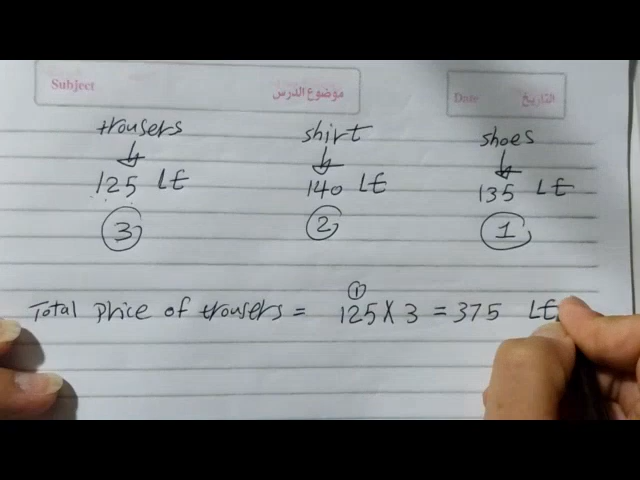 Subject موضوع الدرس Date التاريخ
trousers shirt shoes
125 LE 140 LE 135 LE
3 2 1
1
Total price of trousers = 125 X 3 = 375 LE